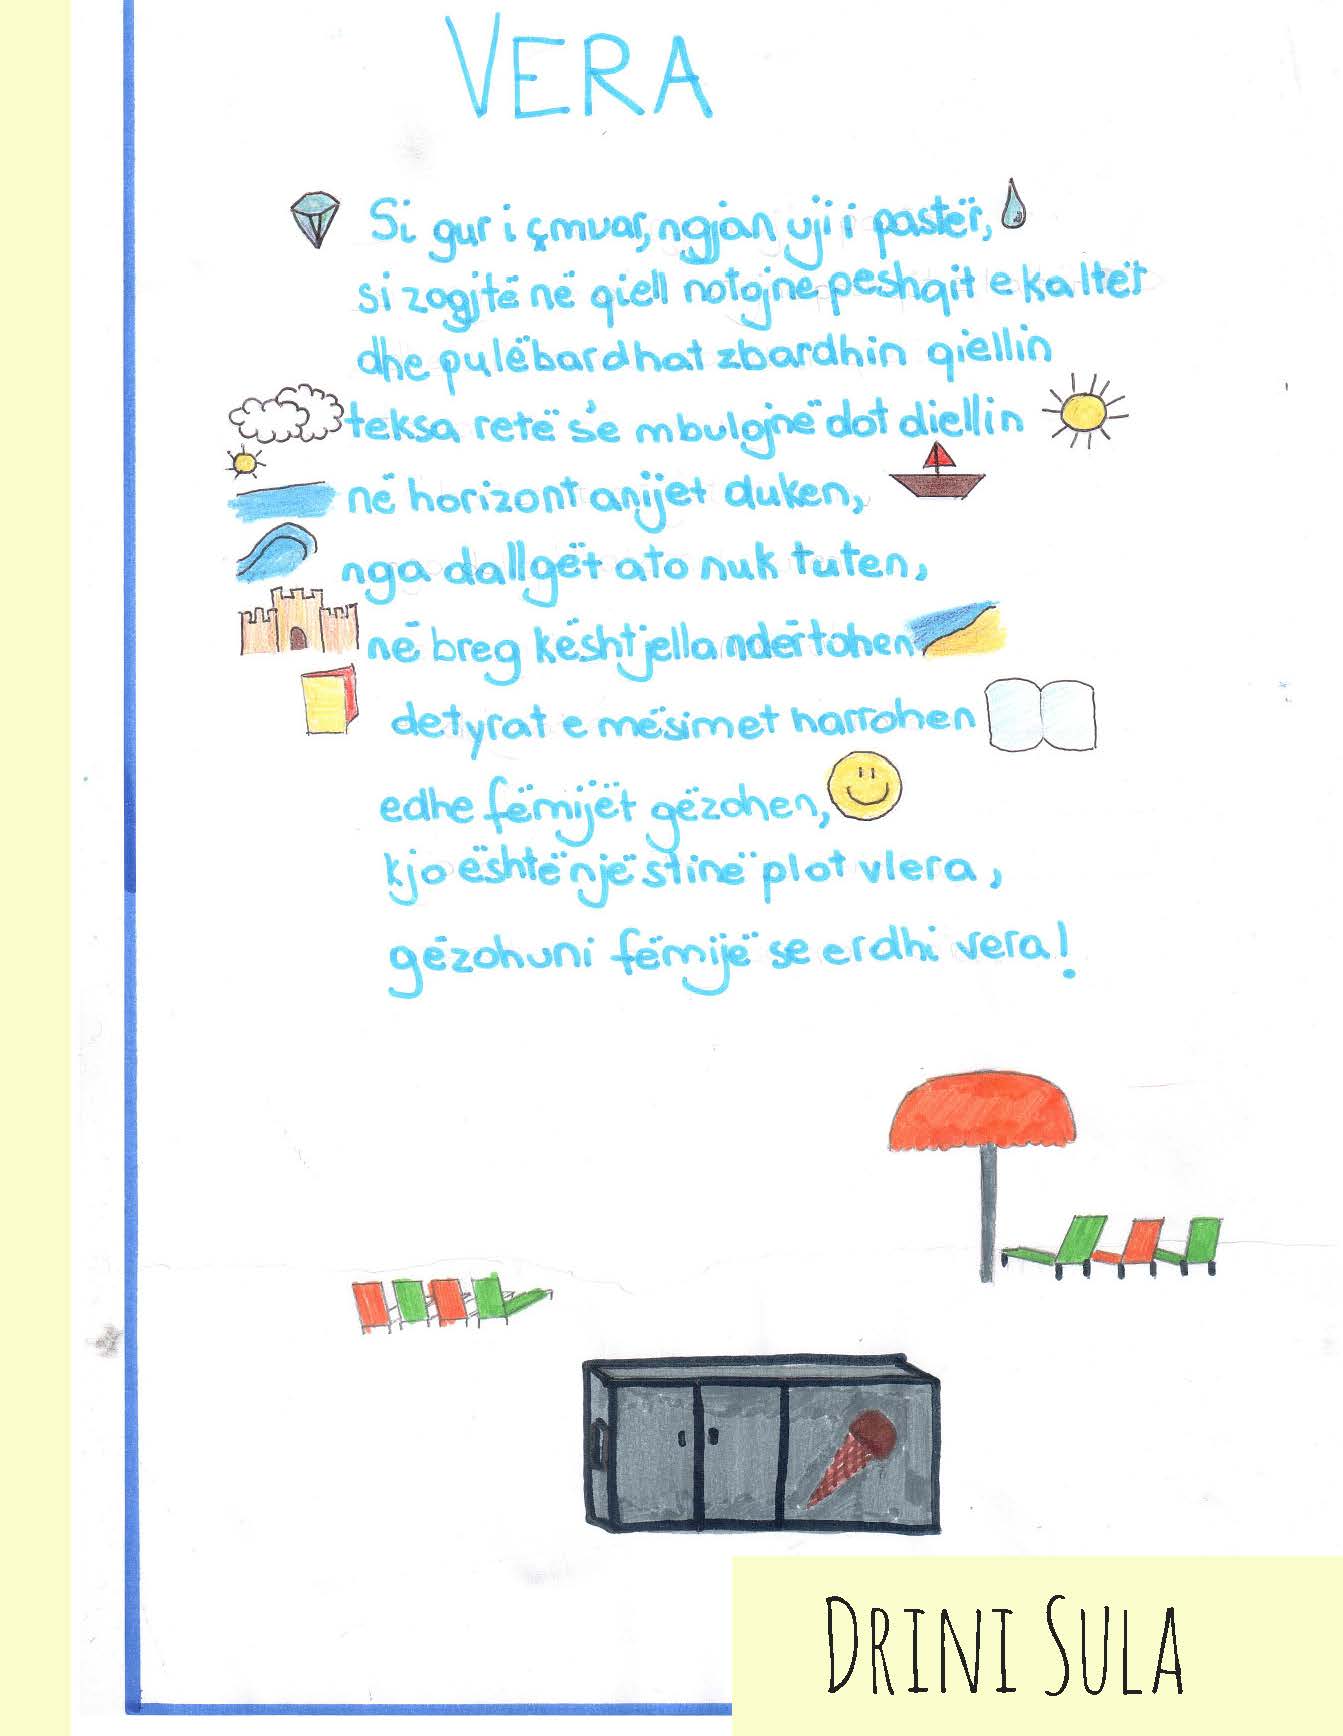 VERA
Si gur i çmuar, ngjan uji i pastër,
si zogjtë në qiell notojne peshqit e kaltër
dhe pulëbardhat zbardhin qiellin
teksa retë s'e mbulojnë dot diellin
në horizont anijet duken,
nga dallgët ato nuk tuten,
në breg kështjella ndërtohen
detyrat e mësimet harrohen
edhe fëmijët gëzohen,
kjo është një stinë plot vlera,
gëzohuni fëmijë se erdhi vera!
DRINI SULA